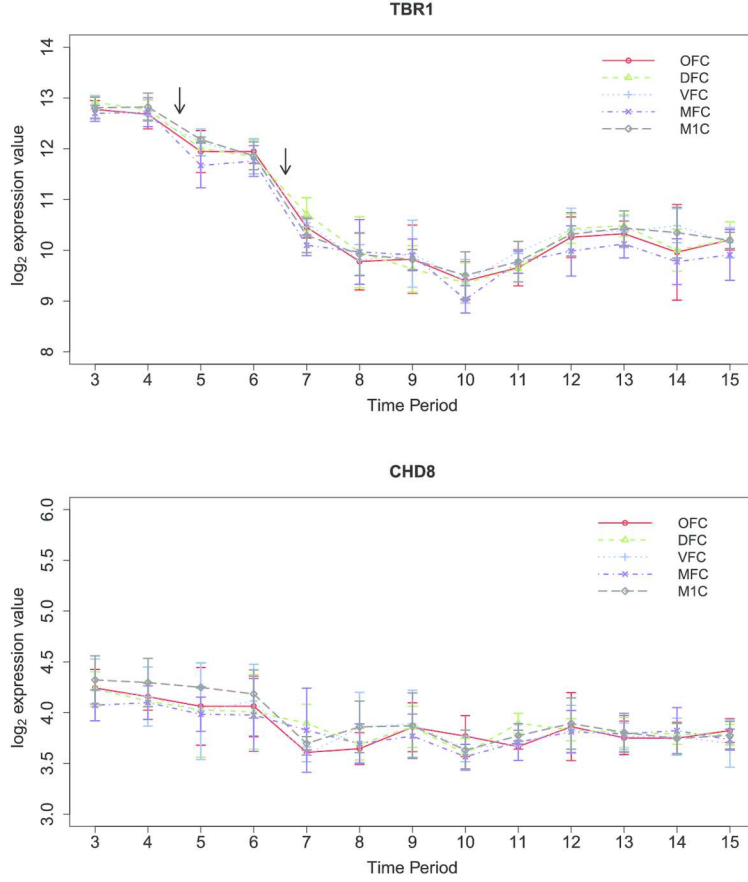 TBR1
14
13
12
11
10
9
8
log2 expression value
OFC
DFC
VFC
MFC
M1C
3 4 5 6 7 8 9 10 11 12 13 14 15
Time Period
CHD8
6.0
5.5
5.0
4.5
4.0
3.5
3.0
log2 expression value
OFC
DFC
VFC
MFC
M1C
3 4 5 6 7 8 9 10 11 12 13 14 15
Time Period